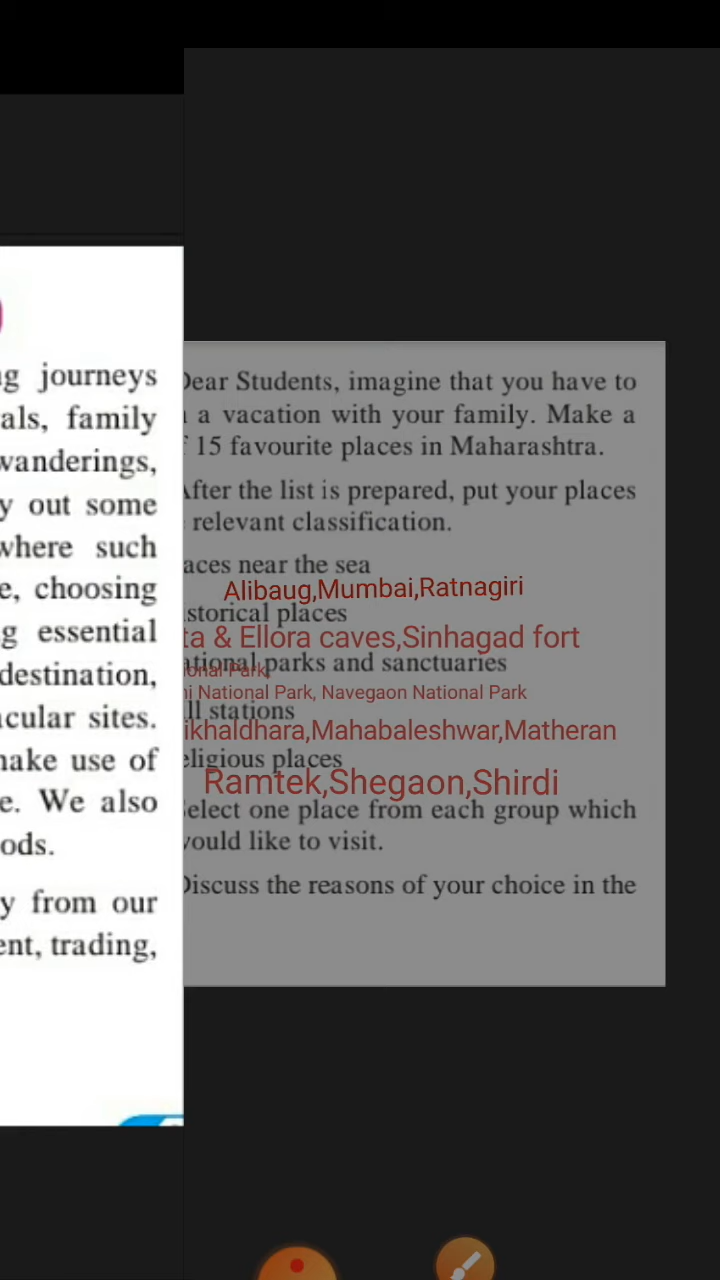 journeys
als, family
wanderings,
y out some
where such
e, choosing
g essential
destination,
acular sites.
make use of
e. We also
ods.
y from our
ent, trading,
Dear Students, imagine that you have to
a vacation with your family. Make a
15 favourite places in Maharashtra.
After the list is prepared, put your places
relevant classification.
aces near the sea
Alibaug,Mumbai,Ratnagiri
storical places
ta & Ellora caves,Sinhagad fort
ational parks and sanctuaries
ional Park,
ni National Park, Navegaon National Park
ll stations
ikhaldhara,Mahabaleshwar,Matheran
eligious places
Ramtek,Shegaon,Shirdi
Select one place from each group which
would like to visit.
Discuss the reasons of your choice in the